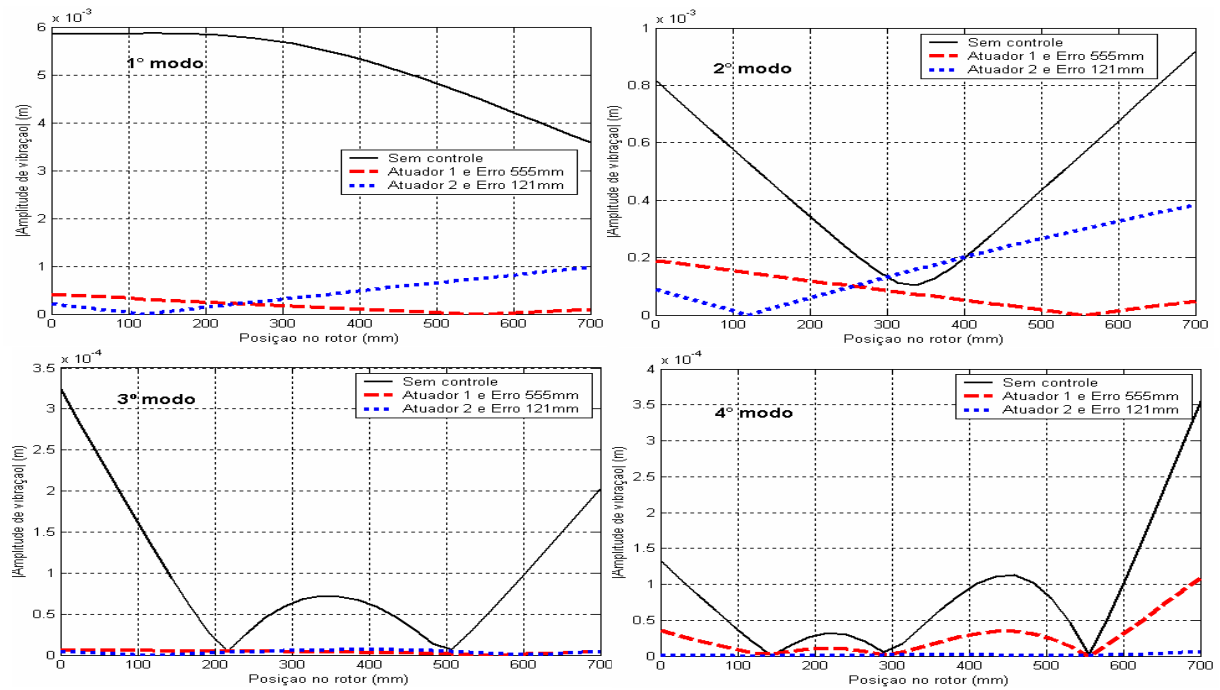 x 10⁻³
6
5
4
3
2
1
0
|Amplitude de vibraçao| (m)
1° modo
Sem controle
Atuador 1 e Erro 555mm
Atuador 2 e Erro 121mm
0 100 200 300 400 500 600 700
Posiçao no rotor (mm)
x 10⁻³
1
0.8
0.6
0.4
0.2
0
|Amplitude de vibraçao| (m)
2° modo
Sem controle
Atuador 1 e Erro 555mm
Atuador 2 e Erro 121mm
0 100 200 300 400 500 600 700
Posiçao no rotor (mm)
x 10⁻⁴
3.5
3
2.5
2
1.5
1
0.5
0
|Amplitude de vibraçao| (m)
3º modo
Sem controle
Atuador 1 e Erro 555mm
Atuador 2 e Erro 121mm
0 100 200 300 400 500 600 700
Posiçao no rotor (mm)
x 10⁻⁴
4
3.5
3
2.5
2
1.5
1
0.5
0
|Amplitude de vibraçao| (m)
4° modo
Sem controle
Atuador 1 e Erro 555mm
Atuador 2 e Erro 121mm
0 100 200 300 400 500 600 700
Posiçao no rotor (mm)